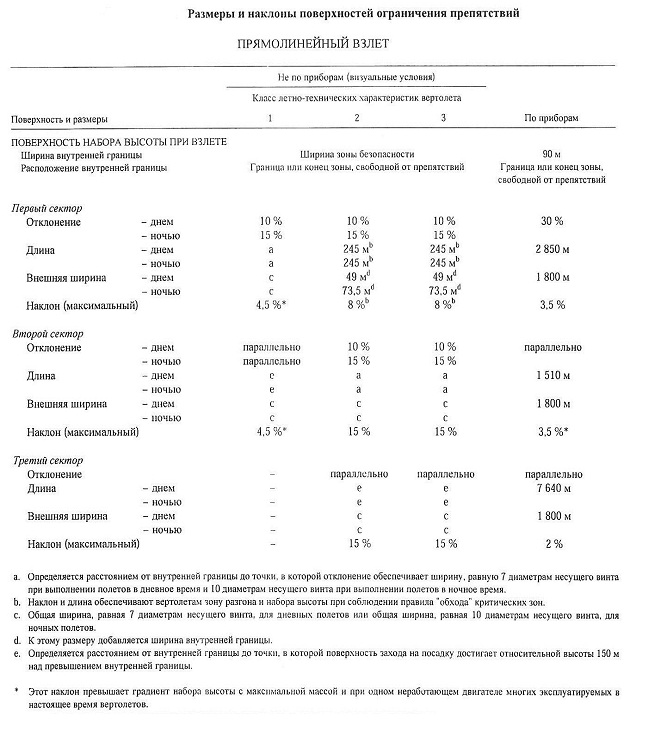 Размеры и наклоны поверхностей ограничения препятствий
ПРЯМОЛИНЕЙНЫЙ ВЗЛЕТ
Не по приборам (визуальные условия)
Класс летно-технических характеристик вертолета
Поверхность и размеры 1 2 3 По приборам
ПОВЕРХНОСТЬ НАБОРА ВЫСОТЫ ПРИ ВЗЛЕТЕ
Ширина внутренней границы Ширина зоны безопасности 90 м
Расположение внутренней границы Граница или конец зоны, свободной от препятствий Граница или конец зоны,
свободной от препятствий
Первый сектор
Отклонение – днем 10 % 10 % 10 % 30 %
– ночью 15 % 15 % 15 %
Длина – днем a 245 мb 245 мb 2 850 м
– ночью a 245 мb 245 мb
Внешняя ширина – днем c 49 мd 49 мd 1 800 м
– ночью c 73,5 мd 73,5 мd
Наклон (максимальный) 4,5 %* 8 %b 8 %b 3,5 %
Второй сектор
Отклонение – днем параллельно 10 % 10 % параллельно
– ночью параллельно 15 % 15 %
Длина – днем e a a 1 510 м
– ночью e a a
Внешняя ширина – днем c c c 1 800 м
– ночью c c c
Наклон (максимальный) 4,5 %* 15 % 15 % 3,5 %*
Третий сектор
Отклонение – параллельно параллельно параллельно
Длина – днем – e e 7 640 м
– ночью – e e
Внешняя ширина – днем – c c 1 800 м
– ночью – c c
Наклон (максимальный) – 15 % 15 % 2 %
a. Определяется расстоянием от внутренней границы до точки, в которой отклонение обеспечивает ширину, равную 7 диаметрам несущего винта
при выполнении полетов в дневное время и 10 диаметрам несущего винта при выполнении полетов в ночное время.
b. Наклон и длина обеспечивают вертолетам зону разгона и набора высоты при соблюдении правила "обхода" критических зон.
c. Общая ширина, равная 7 диаметрам несущего винта, для дневных полетов или общая ширина, равная 10 диаметрам несущего винта, для
ночных полетов.
d. К этому размеру добавляется ширина внутренней границы.
e. Определяется расстоянием от внутренней границы до точки, в которой поверхность захода на посадку достигает относительной высоты 150 м
над превышением внутренней границы.
* Этот наклон превышает градиент набора высоты с максимальной массой и при одном неработающем двигателе многих эксплуатируемых в
настоящее время вертолетов.